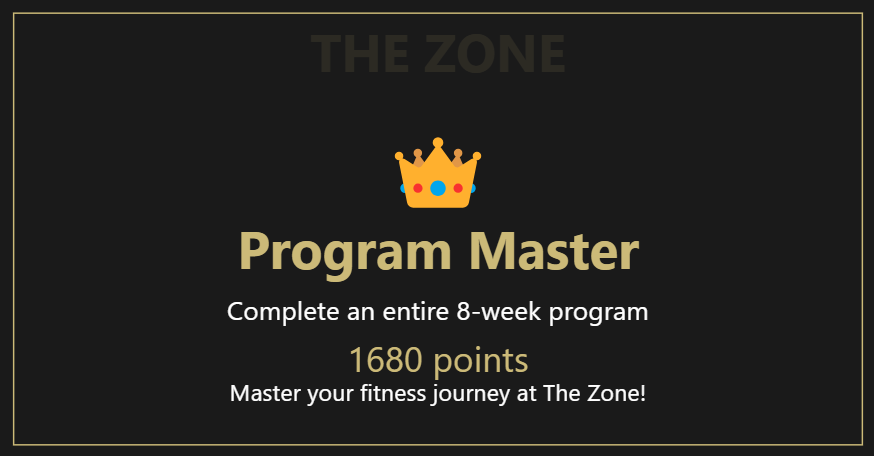 THE ZONE
Program Master
Complete an entire 8-week program
1680 points
Master your fitness journey at The Zone!